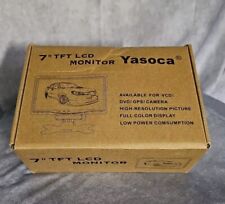 7" TFT LCD
MONITOR Yasoca®
AVAILABLE FOR VCD/
DVD/GPS/CAMERA
HIGH-RESOLUTION PICTURE
FULL COLOR DISPLAY
LOW POWER COMSUMPTION
7" TFT LCD
MONITOR